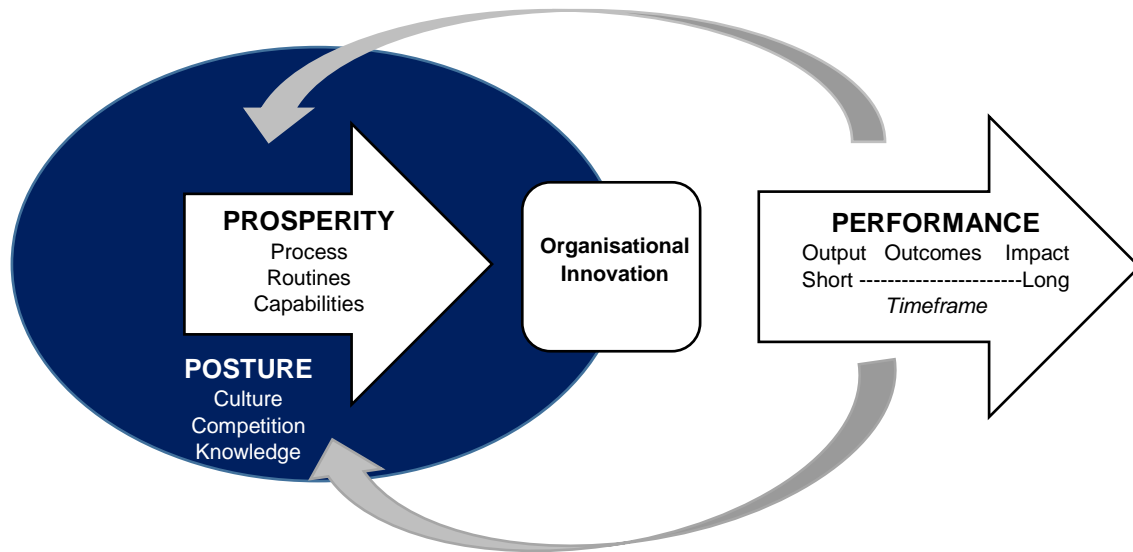 PROSPERITY
Process
Routines
Capabilities
POSTURE
Culture
Competition
Knowledge
Organisational
Innovation
PERFORMANCE
Output Outcomes Impact
Short -----------------------Long
Timeframe